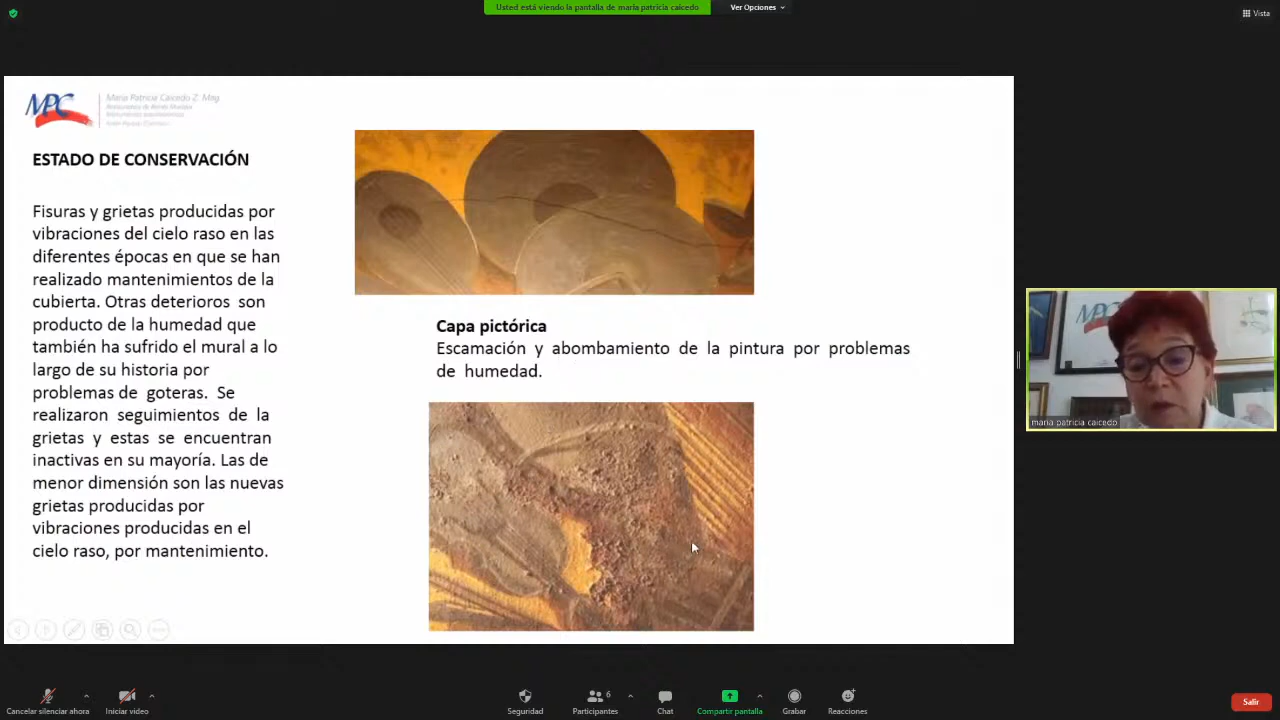 Usted está viendo la pantalla de maria patricia caicedo
Ver Opciones
Vista
MPC
Maria Patricia Caicedo Z. Mag.
ESTADO DE CONSERVACIÓN
Fisuras y grietas producidas por
vibraciones del cielo raso en las
diferentes épocas en que se han
realizado mantenimientos de la
cubierta. Otras deterioros son
producto de la humedad que
también ha sufrido el mural a lo
largo de su historia por
problemas de goteras. Se
realizaron seguimientos de la
grietas y estas se encuentran
inactivas en su mayoría. Las de
menor dimensión son las nuevas
grietas producidas por
vibraciones producidas en el
cielo raso, por mantenimiento.
Capa pictórica
Escamación y abombamiento de la pintura por problemas
de humedad.
MPC
maria patricia caicedo
Cancelar silenciar ahora
Iniciar video
Seguridad
6
Participantes
Chat
Compartir pantalla
Grabar
Reacciones
Salir